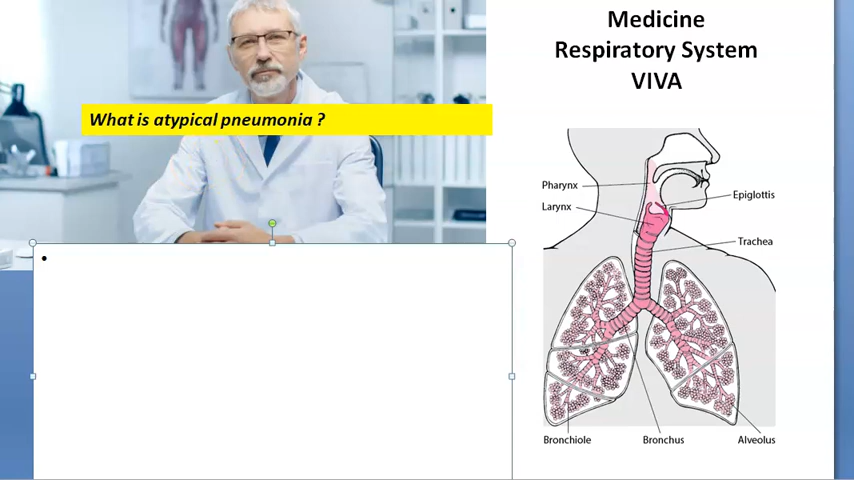 Medicine
Respiratory System
VIVA
What is atypical pneumonia ?
Pharynx
Epiglottis
Larynx
Trachea
•
Bronchiole
Bronchus
Alveolus